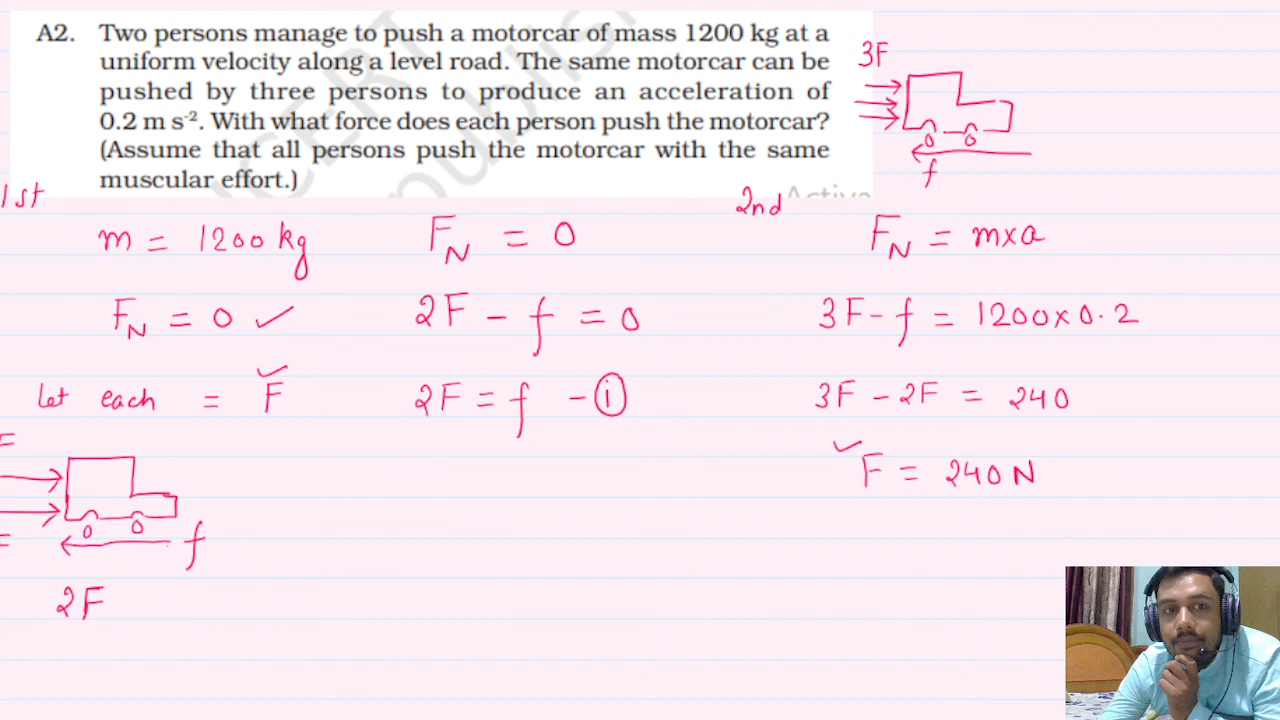 A2. Two persons manage to push a motorcar of mass 1200 kg at a
uniform velocity along a level road. The same motorcar can be
pushed by three persons to produce an acceleration of
0.2 m s⁻². With what force does each person push the motorcar?
(Assume that all persons push the motorcar with the same
muscular effort.)
3F
f
1st
m = 1200 kg
F_N = 0 ✓
let each = F ✓
f
2F
F_N = 0
2F - f = 0
2F = f - ⓘ
2nd
F_N = m×a
3F - f = 1200×0.2
3F - 2F = 240
✓ F = 240 N